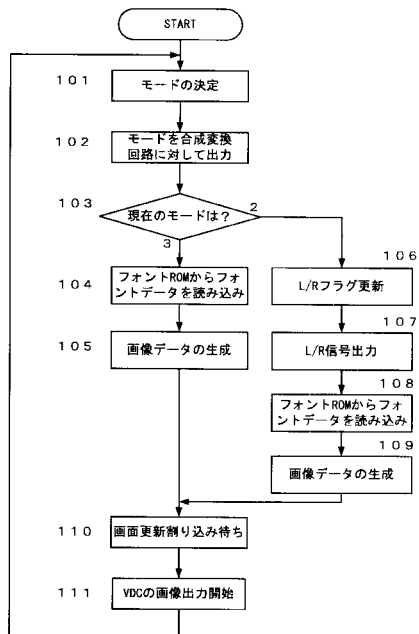 START
101
モードの決定
102
モードを合成変換
回路に対して出力
103
現在のモードは？
2
3
106
L/Rフラグ更新
104
フォントROMからフォ
ントデータを読み込み
107
L/R信号出力
105
画像データの生成
108
フォントROMからフォ
ントデータを読み込み
109
画像データの生成
110
画面更新割り込み待ち
111
VDCの画像出力開始